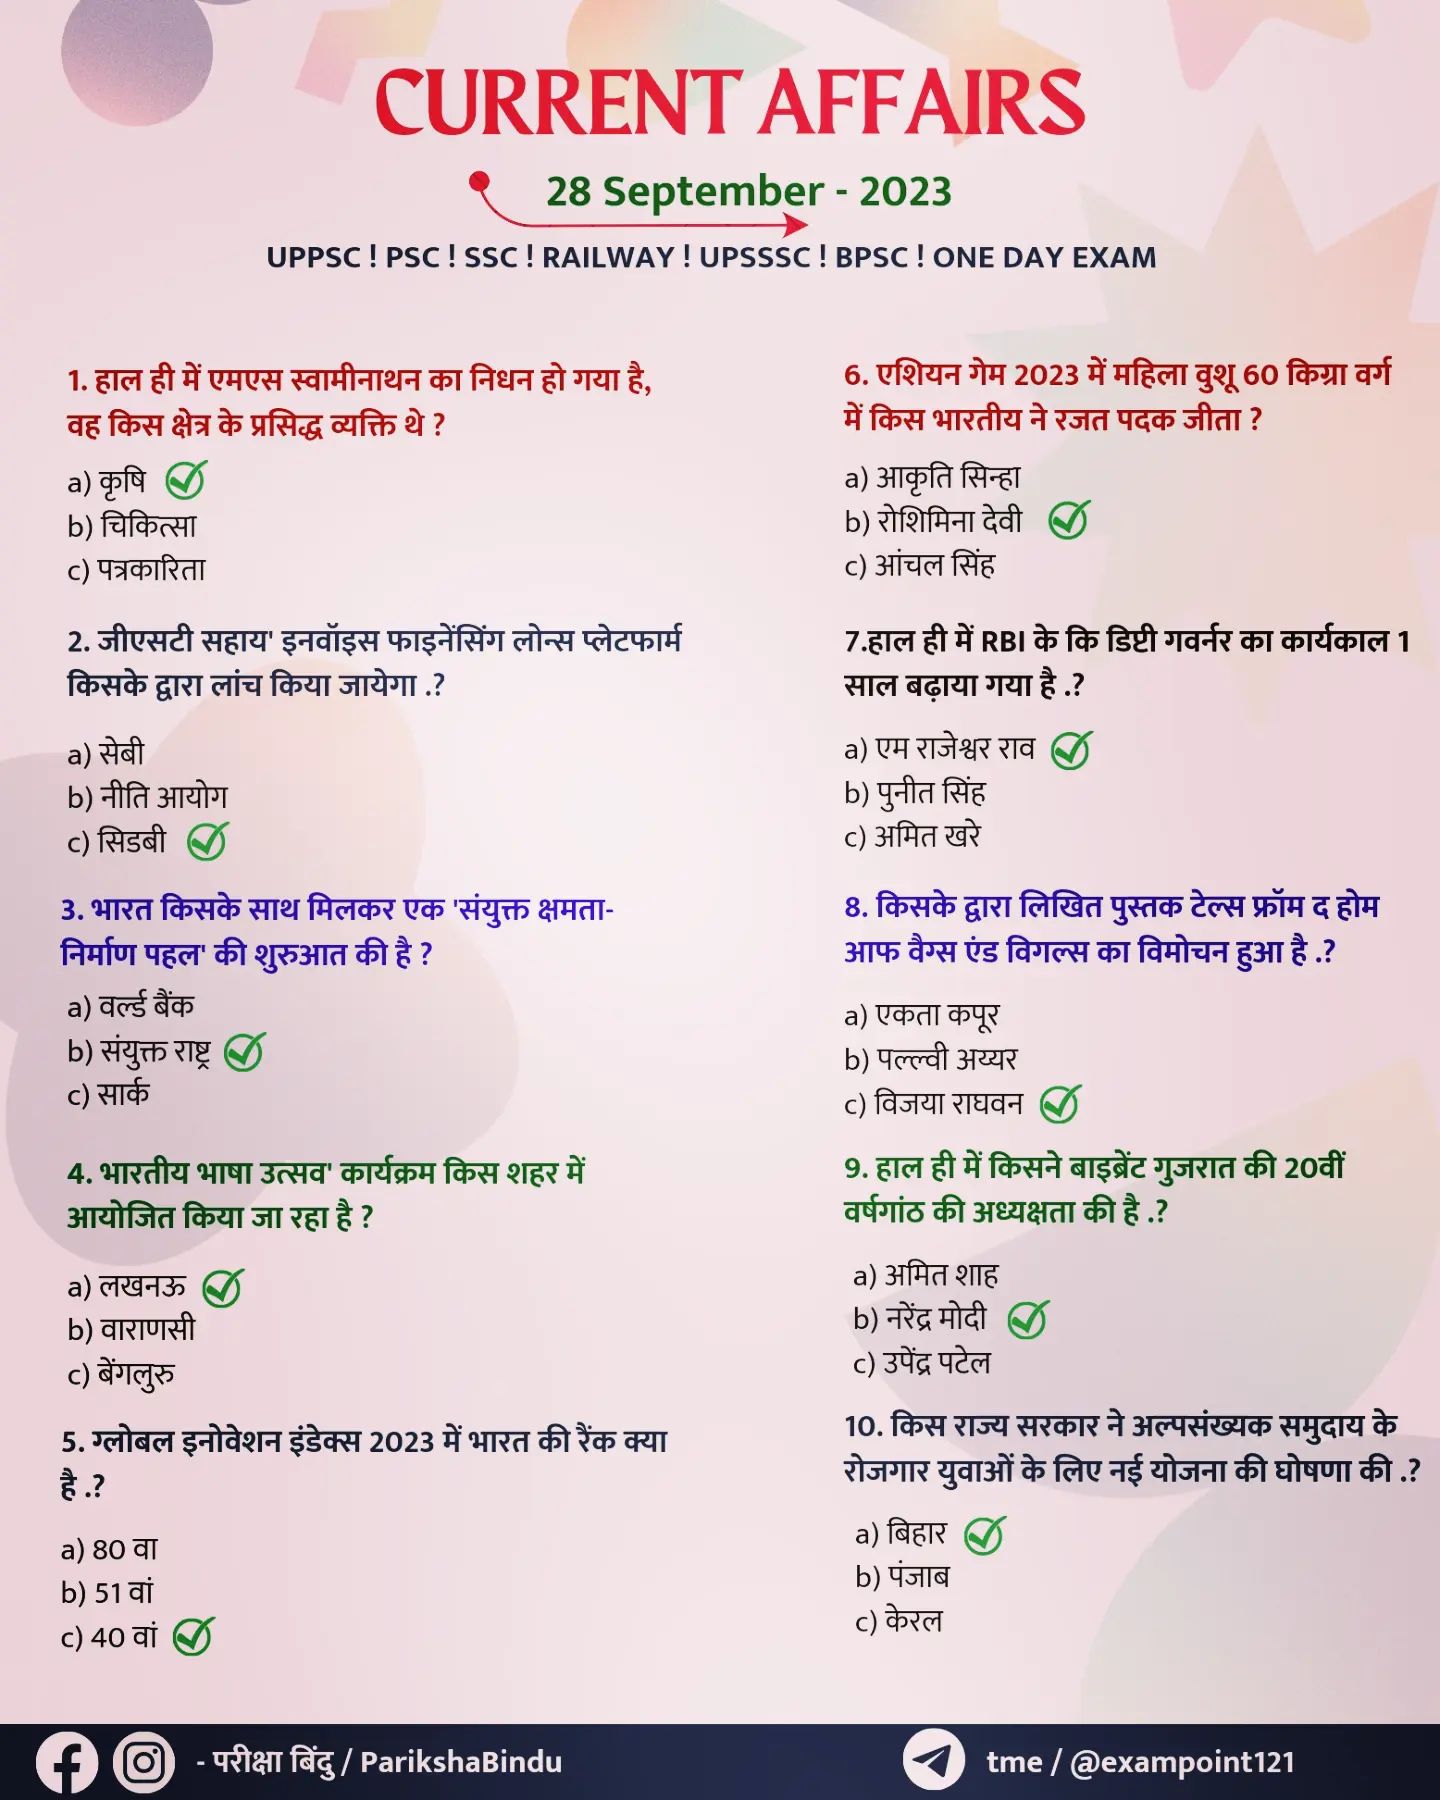 CURRENT AFFAIRS
28 September - 2023
UPPSC ! PSC ! SSC ! RAILWAY ! UPSSSC ! BPSC ! ONE DAY EXAM
1. हाल ही में एमएस स्वामीनाथन का निधन हो गया है,
वह किस क्षेत्र के प्रसिद्ध व्यक्ति थे ?
a) कृषि
b) चिकित्सा
c) पत्रकारिता
2. जीएसटी सहाय' इनवॉइस फाइनेंसिंग लोन्स प्लेटफार्म
किसके द्वारा लांच किया जायेगा .?
a) सेबी
b) नीति आयोग
c) सिडबी
3. भारत किसके साथ मिलकर एक 'संयुक्त क्षमता-
निर्माण पहल' की शुरुआत की है ?
a) वर्ल्ड बैंक
b) संयुक्त राष्ट्र
c) सार्क
4. भारतीय भाषा उत्सव' कार्यक्रम किस शहर में
आयोजित किया जा रहा है ?
a) लखनऊ
b) वाराणसी
c) बेंगलुरु
5. ग्लोबल इनोवेशन इंडेक्स 2023 में भारत की रैंक क्या
है .?
a) 80 वा
b) 51 वां
c) 40 वां
6. एशियन गेम 2023 में महिला वुशू 60 किग्रा वर्ग
में किस भारतीय ने रजत पदक जीता ?
a) आकृति सिन्हा
b) रोशिमिना देवी
c) आंचल सिंह
7.हाल ही में RBI के कि डिप्टी गवर्नर का कार्यकाल 1
साल बढ़ाया गया है .?
a) एम राजेश्वर राव
b) पुनीत सिंह
c) अमित खरे
8. किसके द्वारा लिखित पुस्तक टेल्स फ्रॉम द होम
आफ वैग्स एंड विगल्स का विमोचन हुआ है .?
a) एकता कपूर
b) पल्ल्वी अय्यर
c) विजया राघवन
9. हाल ही में किसने बाइब्रेंट गुजरात की 20वीं
वर्षगांठ की अध्यक्षता की है .?
a) अमित शाह
b) नरेंद्र मोदी
c) उपेंद्र पटेल
10. किस राज्य सरकार ने अल्पसंख्यक समुदाय के
रोजगार युवाओं के लिए नई योजना की घोषणा की .?
a) बिहार
b) पंजाब
c) केरल
- परीक्षा बिंदु / ParikshaBindu
tme / @exampoint121